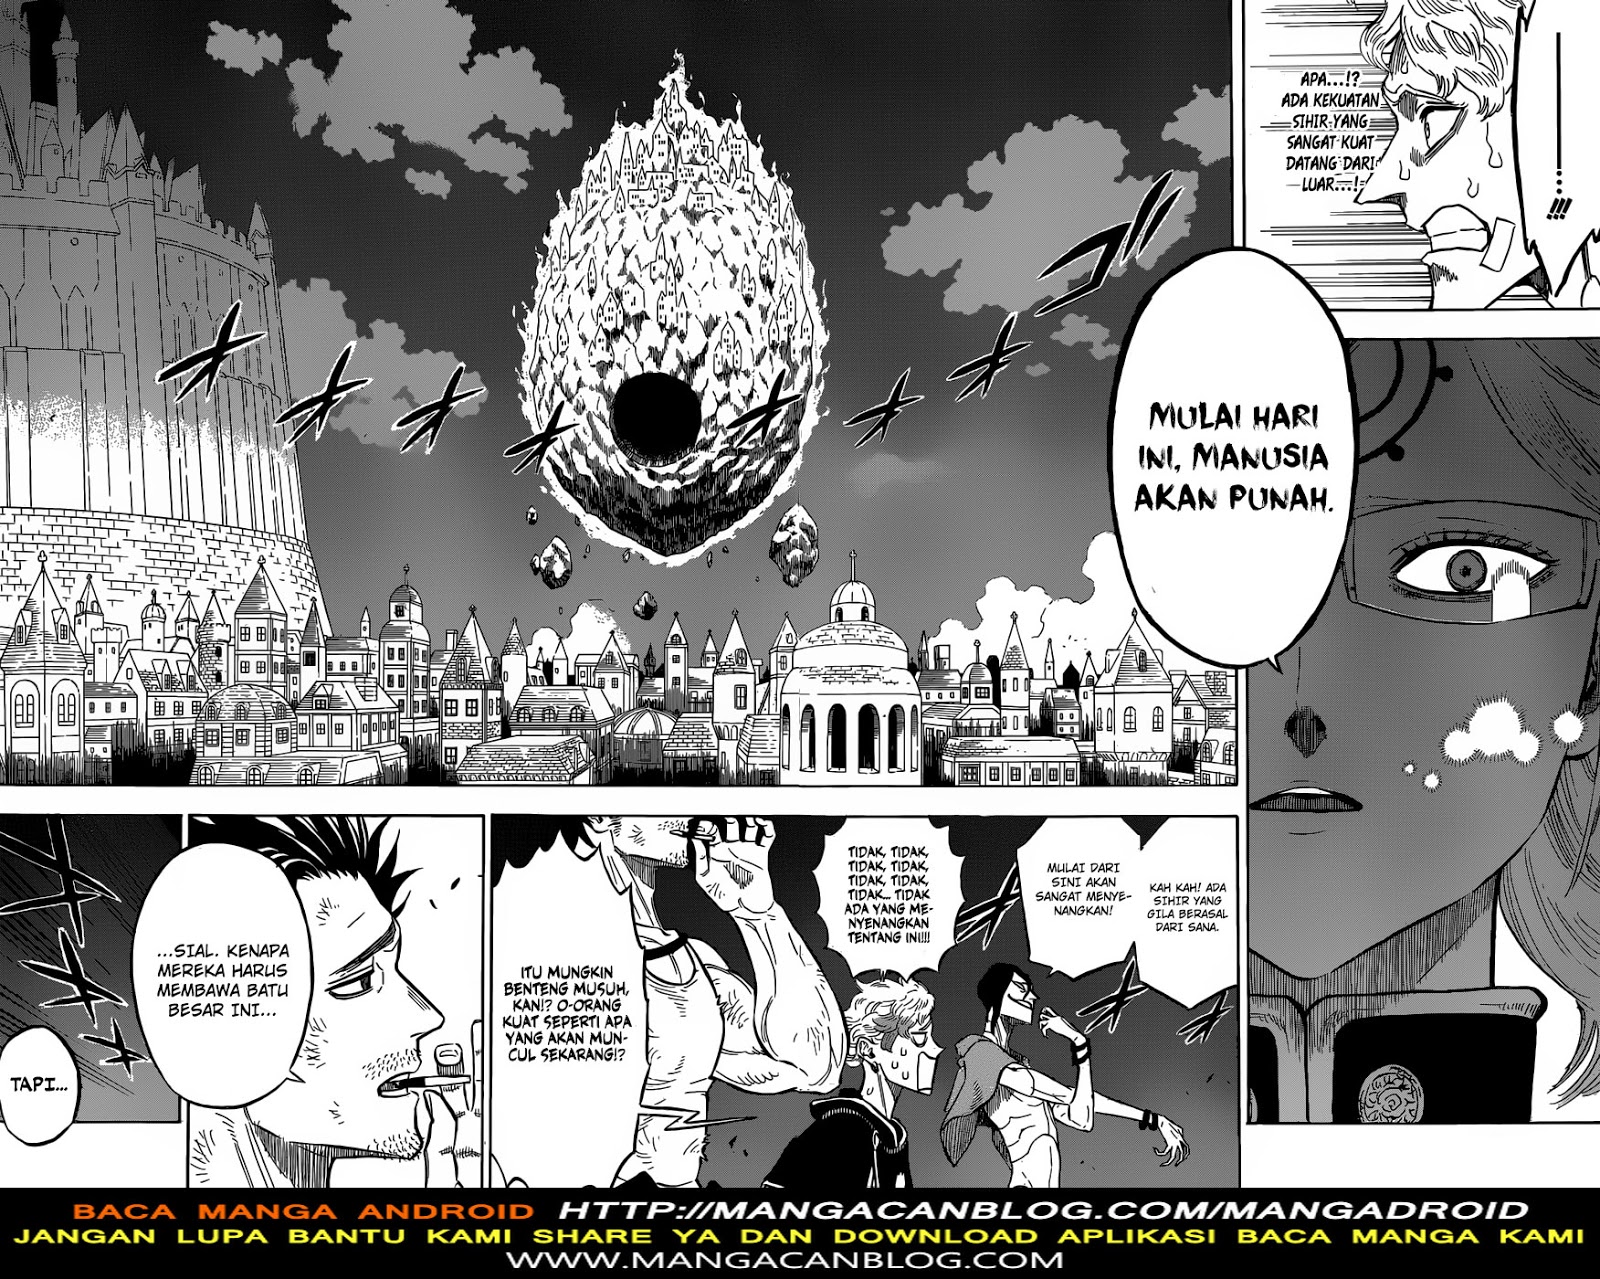 ......!!!
APA...!?
ADA KEKUATAN
SIHIR YANG
SANGAT KUAT
DATANG DARI
LUAR...!
MULAI HARI
INI, MANUSIA
AKAN PUNAH.
KAH KAH! ADA
SIHIR YANG
GILA BERASAL
DARI SANA.
MULAI DARI
SINI AKAN
SANGAT MENYE-
NANGKAN!
TIDAK, TIDAK,
TIDAK, TIDAK,
TIDAK, TIDAK,
TIDAK... TIDAK
ADA YANG ME-
NYENANGKAN
TENTANG INI!!!
ITU MUNGKIN
BENTENG MUSUH,
KAN!? O-ORANG
KUAT SEPERTI APA
YANG AKAN MUN-
CUL SEKARANG!?
...SIAL. KENAPA
MEREKA HARUS
MEMBAWA BATU
BESAR INI...
TAPI...
BACA MANGA ANDROID HTTP://MANGACANBLOG.COM/MANGADROID
JANGAN LUPA BANTU KAMI SHARE YA DAN DOWNLOAD APLIKASI BACA MANGA KAMI
WWW.MANGACANBLOG.COM